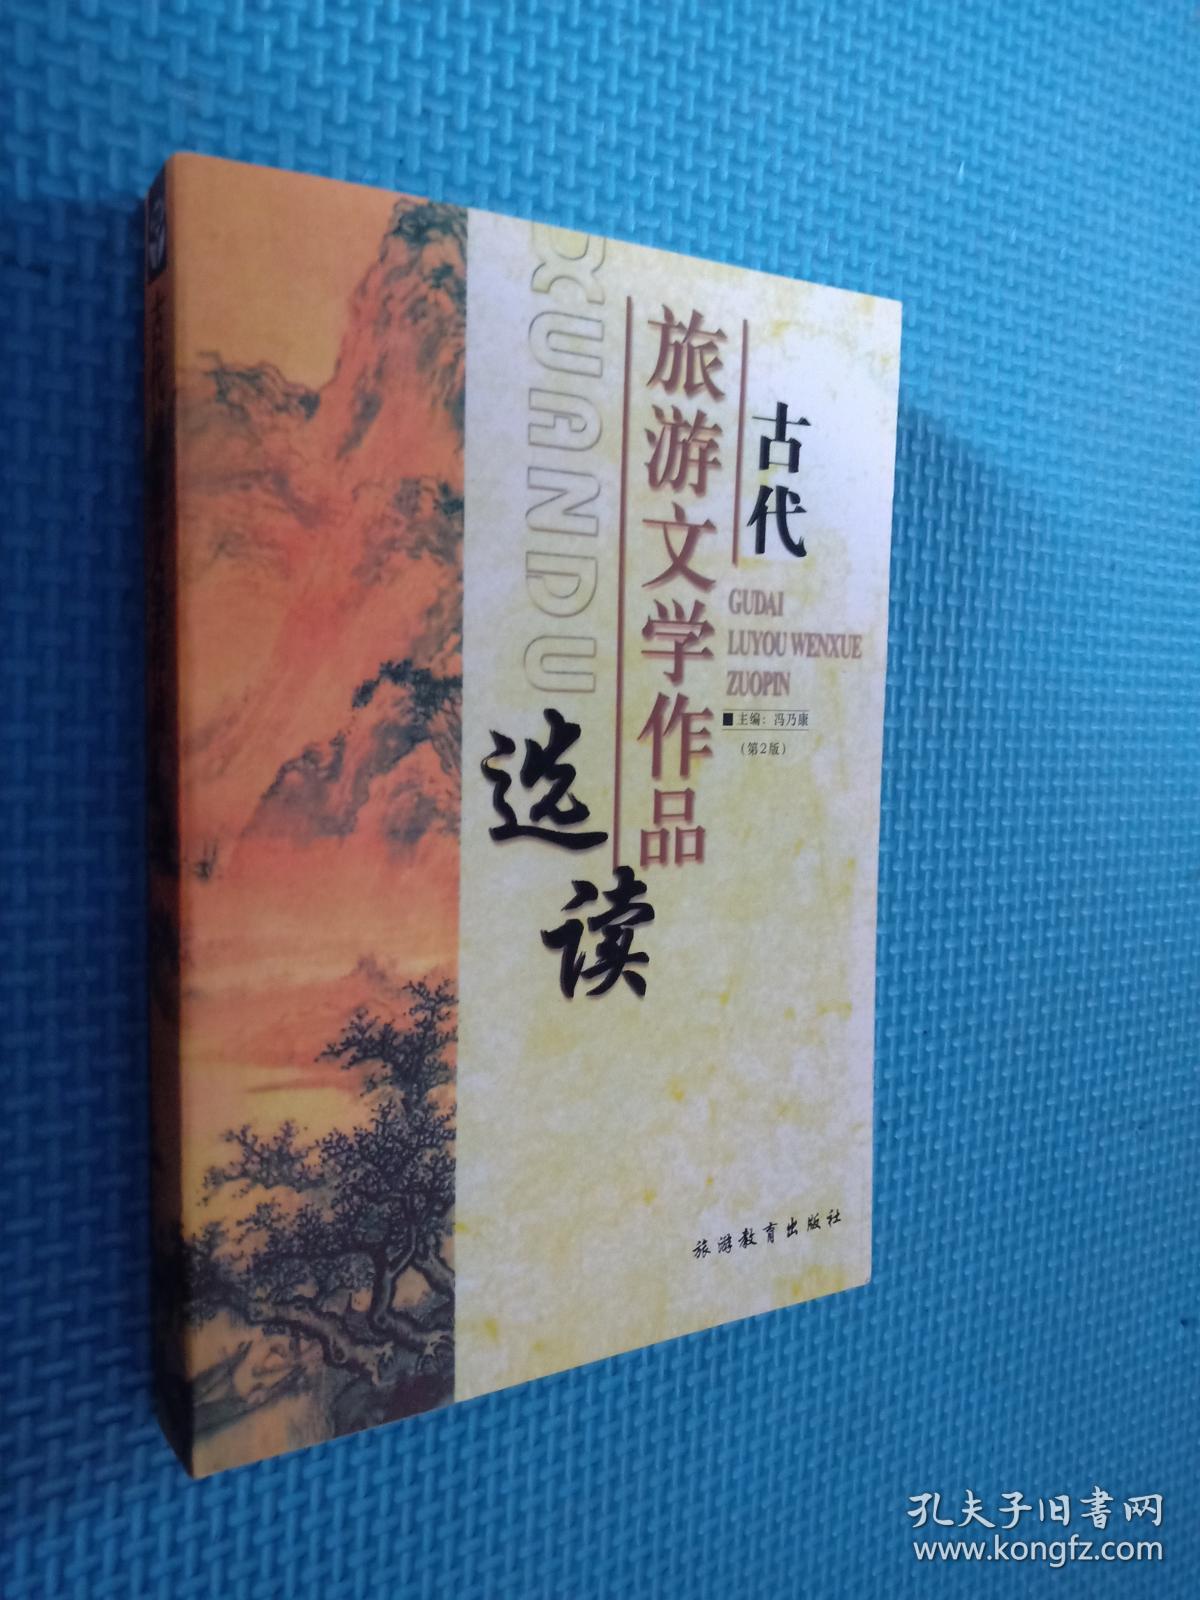 古代
旅游文学作品
选读
XUANDU
GUDAI
LUYOU WENXUE
ZUOPIN
■主编：冯乃康
（第2版）
旅游教育出版社
孔夫子旧书网
www.kongfz.com